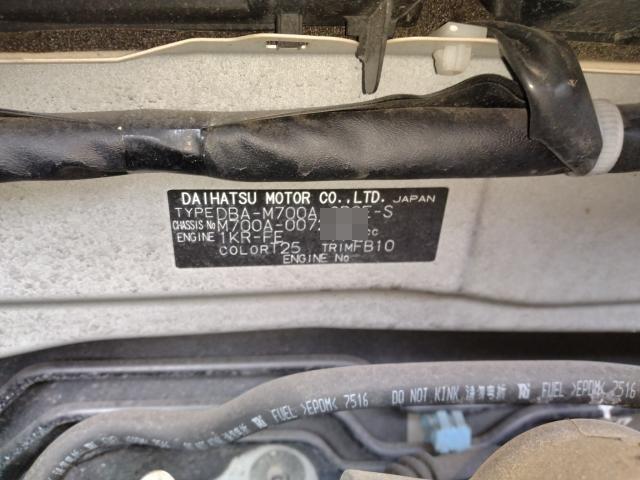 DAIHATSU MOTOR CO.,LTD. JAPAN
TYPE DBA-M700A -S
CHASSIS No M700A-007
ENGINE 1KR-FE cc
COLOR T25 TRIM FB10
ENGINE No
FUEL >EPDM< 7516 DO NOT KINK FUEL >EPDM< 7516